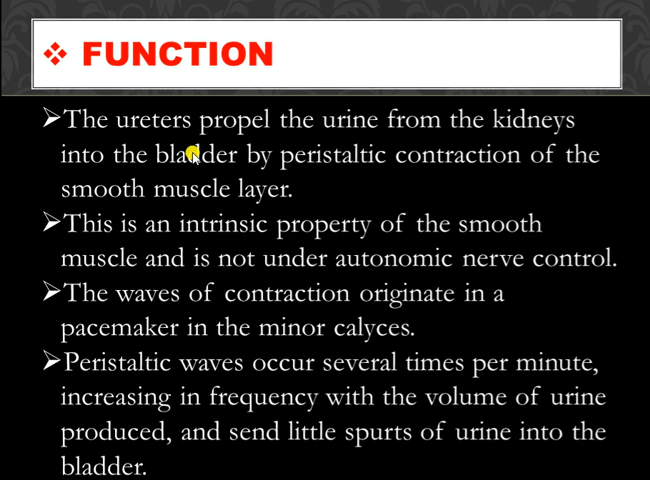 ❖ FUNCTION
➢The ureters propel the urine from the kidneys
into the bladder by peristaltic contraction of the
smooth muscle layer.
➢This is an intrinsic property of the smooth
muscle and is not under autonomic nerve control.
➢The waves of contraction originate in a
pacemaker in the minor calyces.
➢Peristaltic waves occur several times per minute,
increasing in frequency with the volume of urine
produced, and send little spurts of urine into the
bladder.